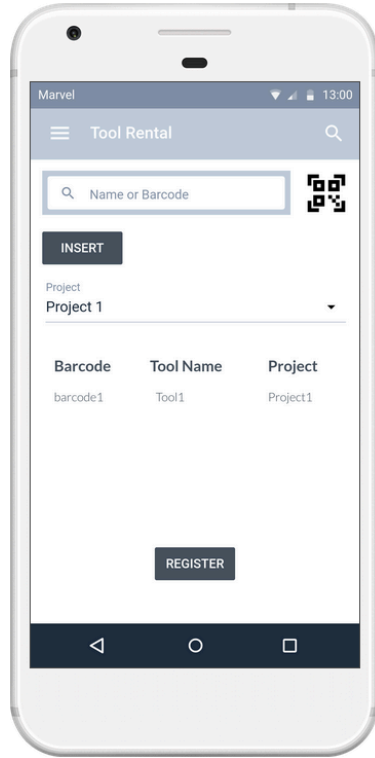 Marvel 13:00
Tool Rental
Name or Barcode
INSERT
Project
Project 1
Barcode Tool Name Project
barcode1 Tool1 Project1
REGISTER